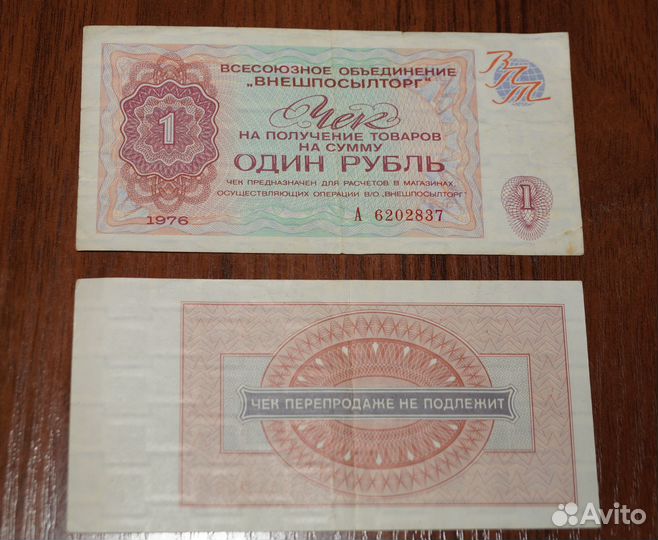 ВСЕСОЮЗНОЕ ОБЪЕДИНЕНИЕ
„ВНЕШПОСЫЛТОРГ"
ВПТ
Чек
НА ПОЛУЧЕНИЕ ТОВАРОВ
НА СУММУ
ОДИН РУБЛЬ
ЧЕК ПРЕДНАЗНАЧЕН ДЛЯ РАСЧЕТОВ В МАГАЗИНАХ,
ОСУЩЕСТВЛЯЮЩИХ ОПЕРАЦИИ В/О „ВНЕШПОСЫЛТОРГ"
1
1
1976
А 6202837
ЧЕК ПЕРЕПРОДАЖЕ НЕ ПОДЛЕЖИТ
Avito